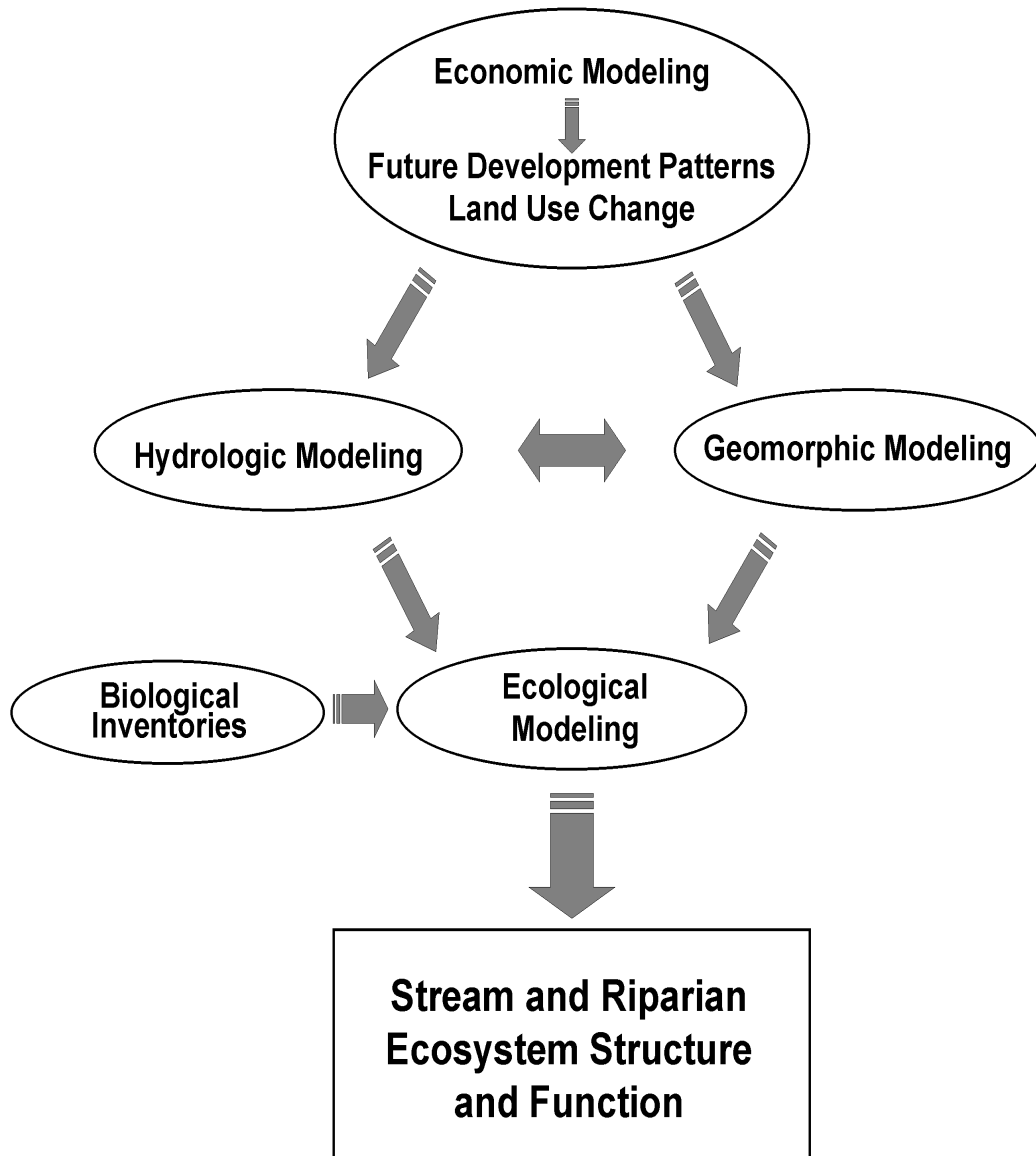 Economic Modeling
Future Development Patterns
Land Use Change
Hydrologic Modeling
Geomorphic Modeling
Biological
Inventories
Ecological
Modeling
Stream and Riparian
Ecosystem Structure
and Function